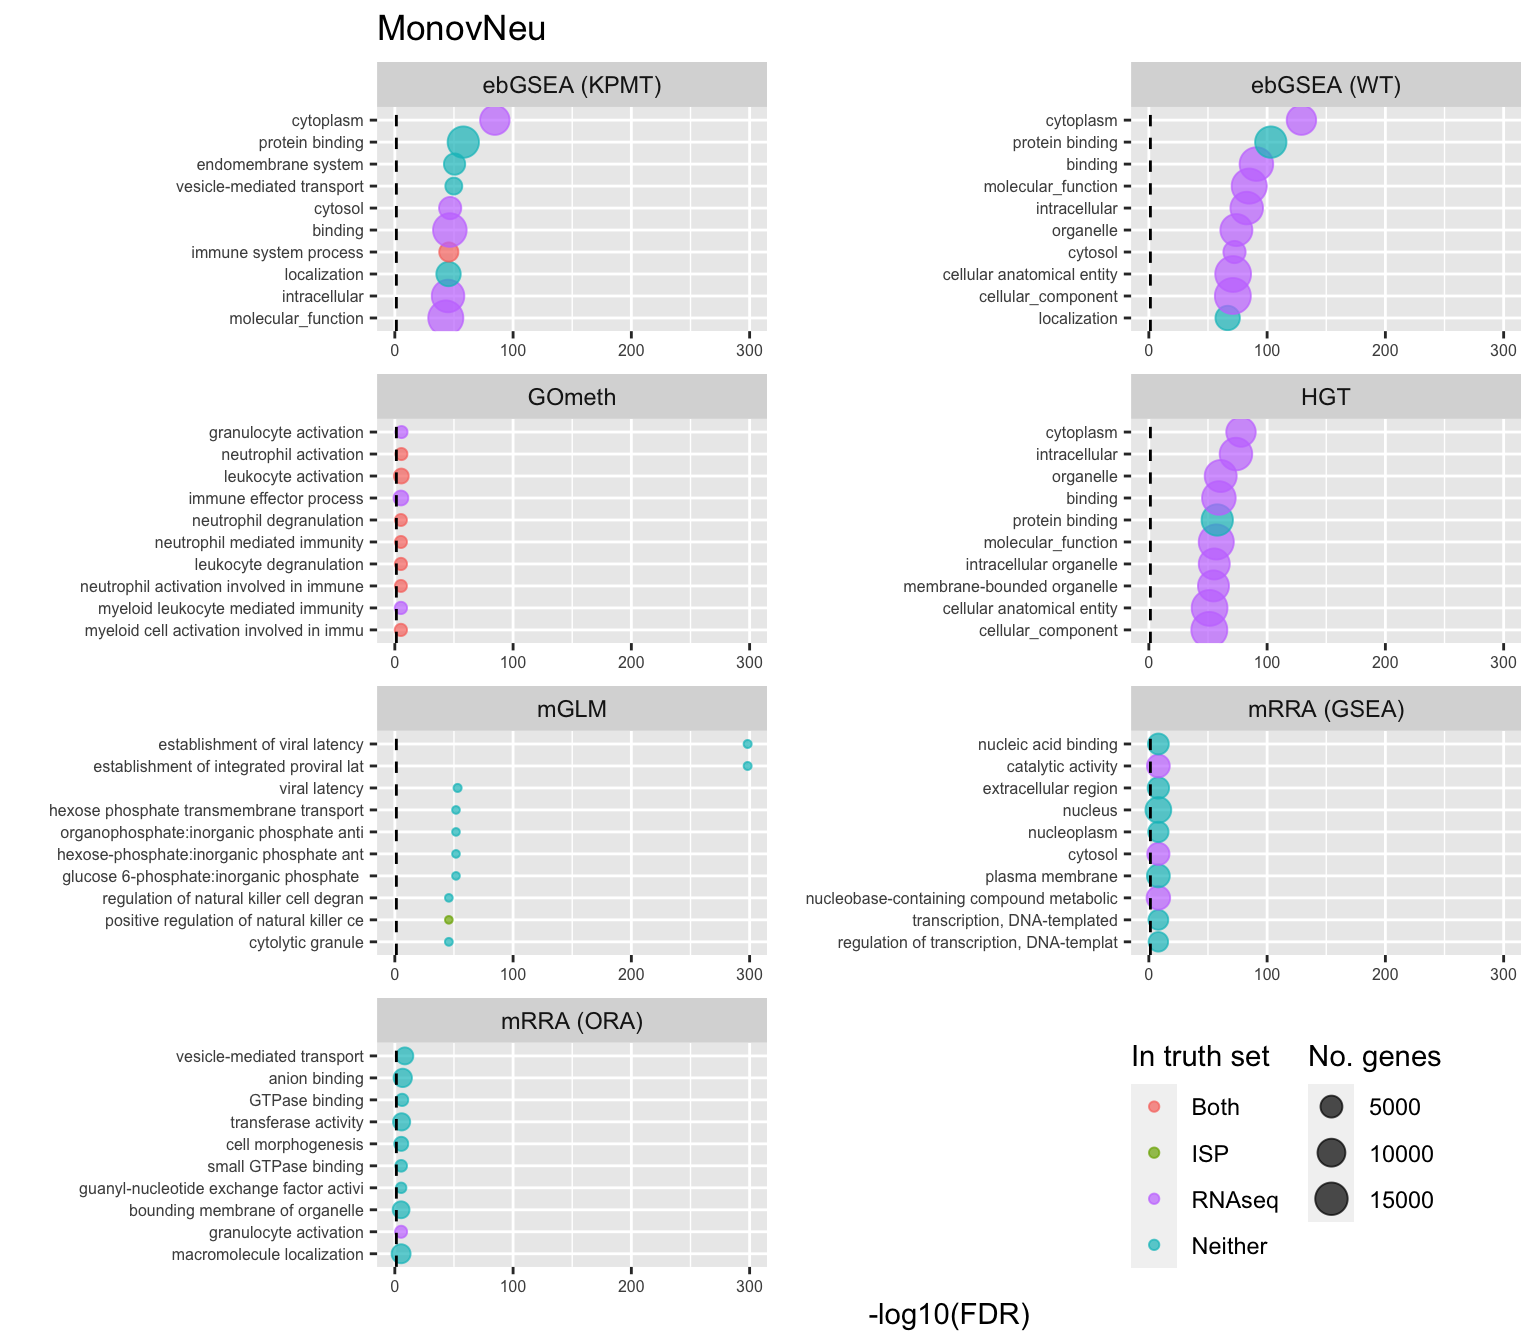 MonovNeu
ebGSEA (KPMT)
cytoplasm
protein binding
endomembrane system
vesicle-mediated transport
cytosol
binding
immune system process
localization
intracellular
molecular_function
0 100 200 300
ebGSEA (WT)
cytoplasm
protein binding
binding
molecular_function
intracellular
organelle
cytosol
cellular anatomical entity
cellular_component
localization
0 100 200 300
GOmeth
granulocyte activation
neutrophil activation
leukocyte activation
immune effector process
neutrophil degranulation
neutrophil mediated immunity
leukocyte degranulation
neutrophil activation involved in immune
myeloid leukocyte mediated immunity
myeloid cell activation involved in immu
0 100 200 300
HGT
cytoplasm
intracellular
organelle
binding
protein binding
molecular_function
intracellular organelle
membrane-bounded organelle
cellular anatomical entity
cellular_component
0 100 200 300
mGLM
establishment of viral latency
establishment of integrated proviral lat
viral latency
hexose phosphate transmembrane transport
organophosphate:inorganic phosphate anti
hexose-phosphate:inorganic phosphate ant
glucose 6-phosphate:inorganic phosphate
regulation of natural killer cell degran
positive regulation of natural killer ce
cytolytic granule
0 100 200 300
mRRA (GSEA)
nucleic acid binding
catalytic activity
extracellular region
nucleus
nucleoplasm
cytosol
plasma membrane
nucleobase-containing compound metabolic
transcription, DNA-templated
regulation of transcription, DNA-templat
0 100 200 300
mRRA (ORA)
vesicle-mediated transport
anion binding
GTPase binding
transferase activity
cell morphogenesis
small GTPase binding
guanyl-nucleotide exchange factor activi
bounding membrane of organelle
granulocyte activation
macromolecule localization
0 100 200 300
In truth set
Both
ISP
RNAseq
Neither
No. genes
5000
10000
15000
-log10(FDR)